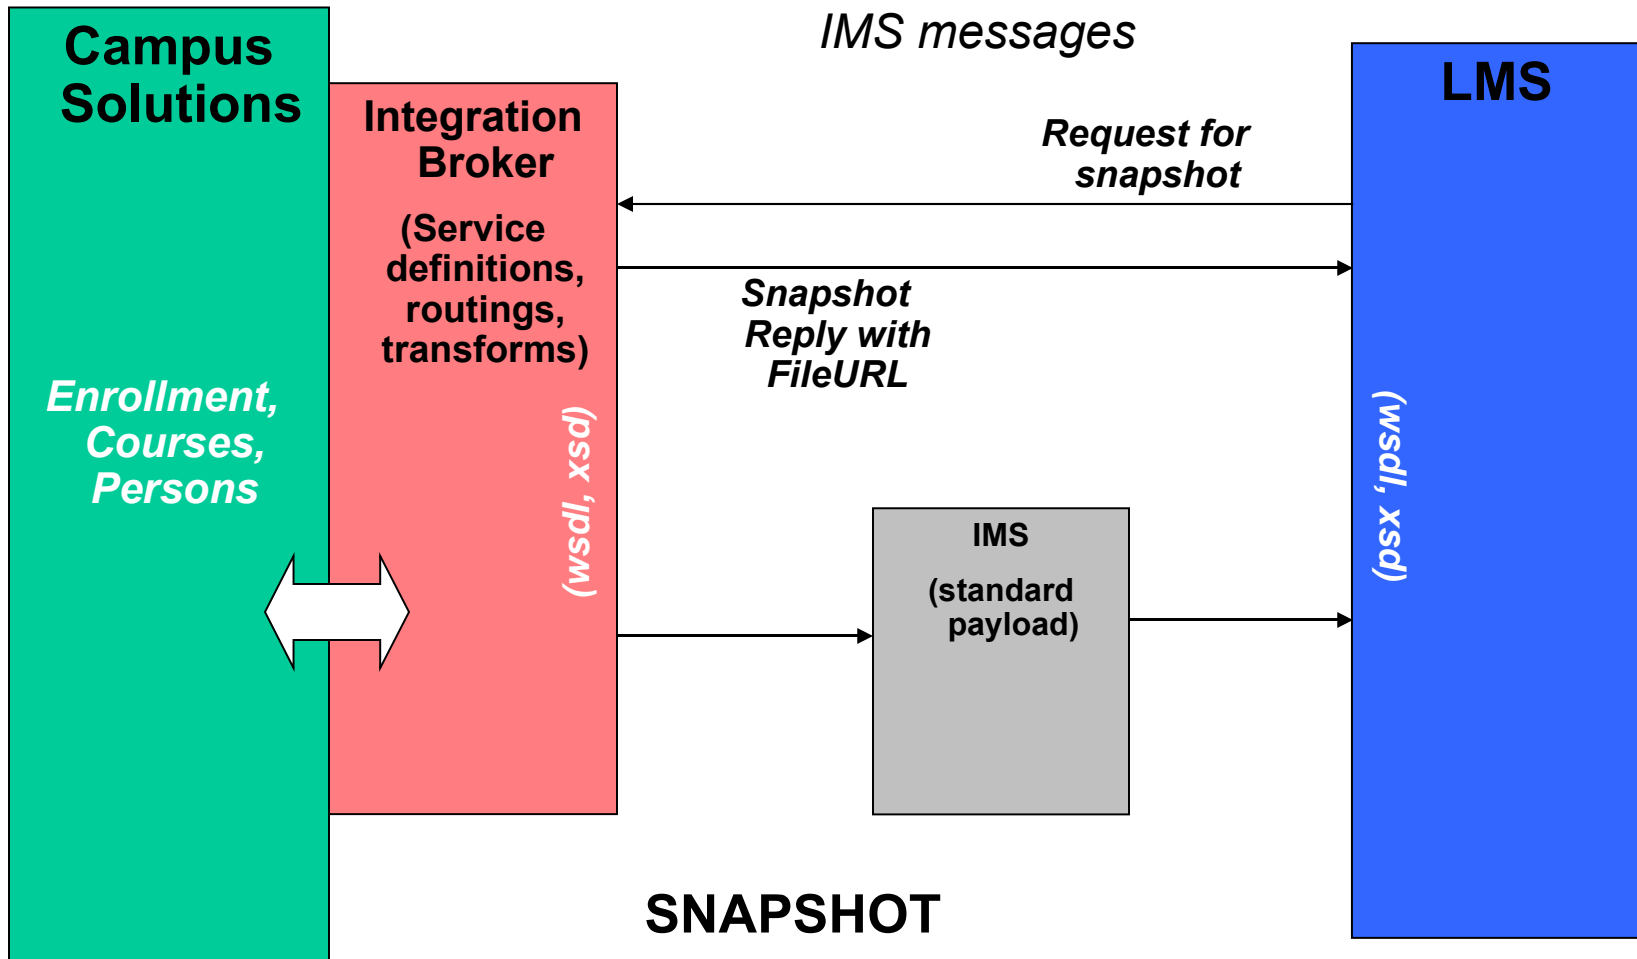 Campus
Solutions
Enrollment,
Courses,
Persons
Integration
Broker
(Service
definitions,
routings,
transforms)
(wsdl, xsd)
IMS messages
Request for
snapshot
Snapshot
Reply with
FileURL
IMS
(standard
payload)
LMS
(wsdl, xsd)
SNAPSHOT